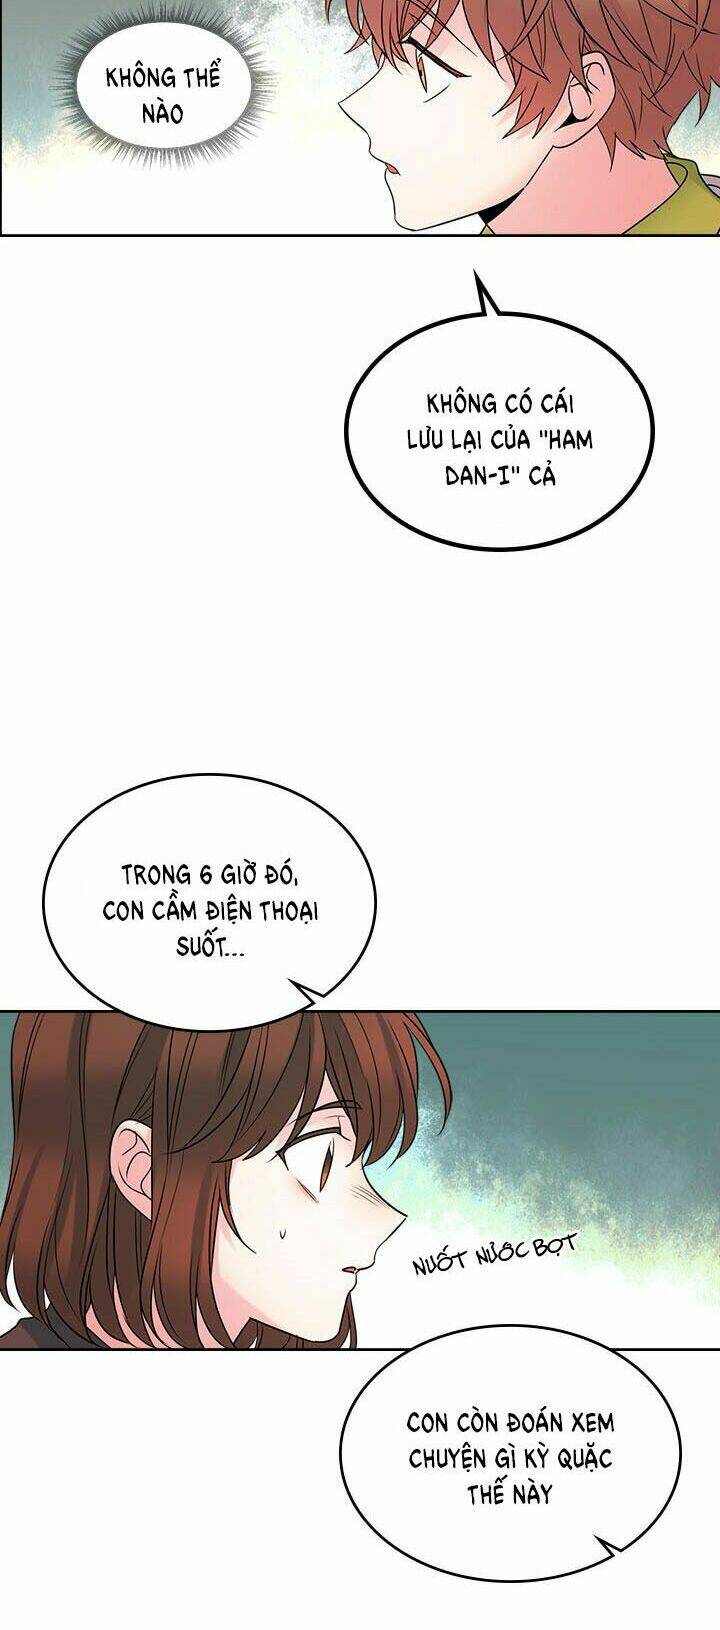 KHÔNG THỂ
NÀO
KHÔNG CÓ CÁI
LƯU LẠI CỦA "HAM
DAN-I" CẢ
TRONG 6 GIỜ ĐÓ,
CON CẦM ĐIỆN THOẠI
SUỐT...
NUỐT NƯỚC BỌT
CON CÒN ĐOÁN XEM
CHUYỆN GÌ KỲ QUẶC
THẾ NÀY